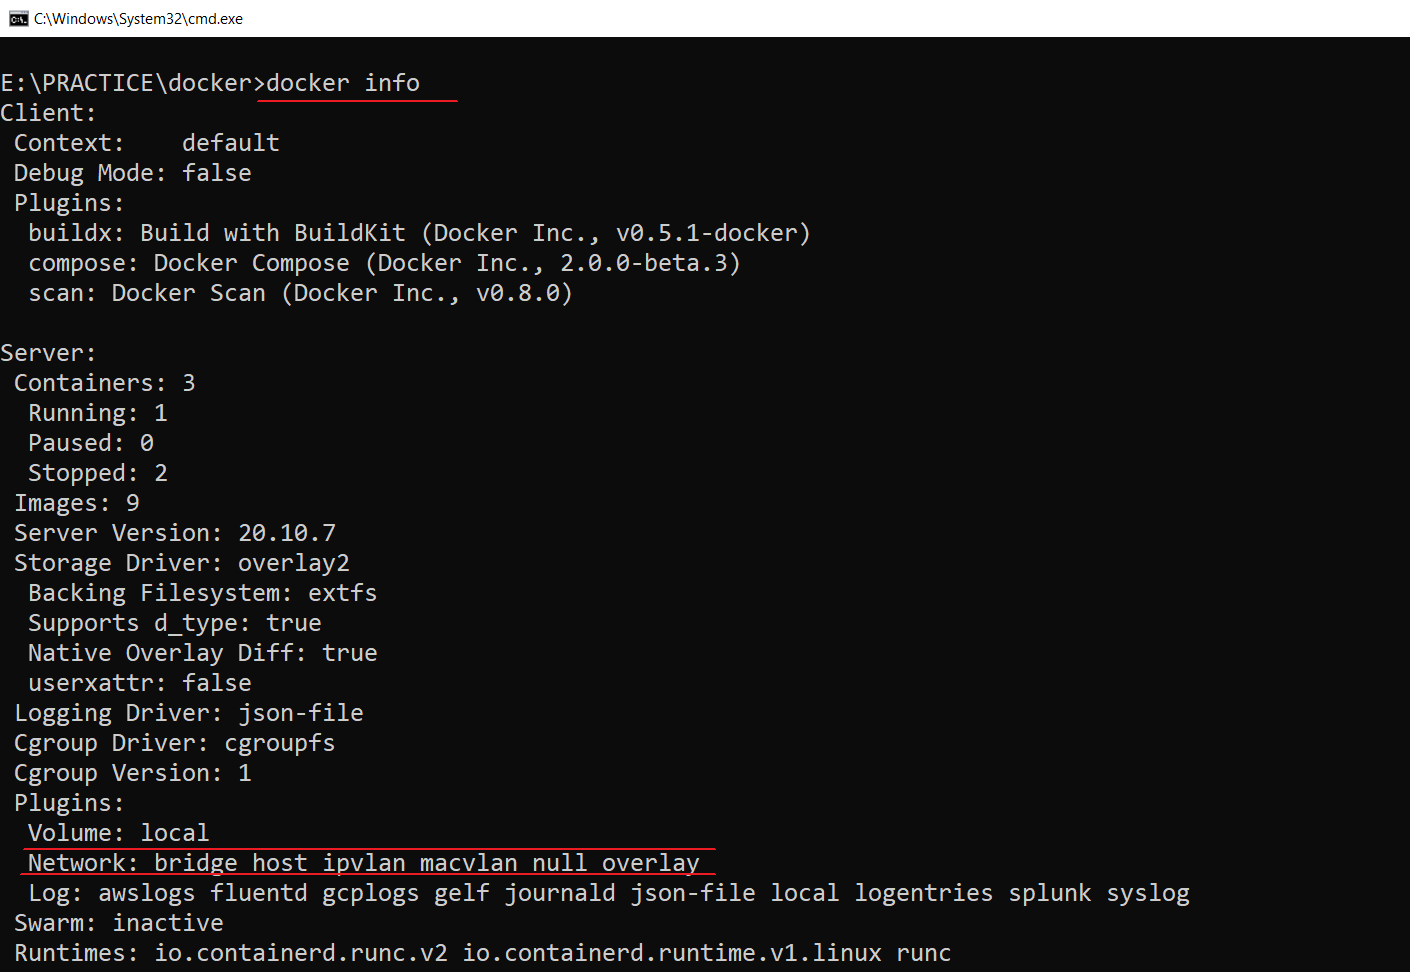 C:\Windows\System32\cmd.exe
E:\PRACTICE\docker>docker info
Client:
 Context:    default
 Debug Mode: false
 Plugins:
  buildx: Build with BuildKit (Docker Inc., v0.5.1-docker)
  compose: Docker Compose (Docker Inc., 2.0.0-beta.3)
  scan: Docker Scan (Docker Inc., v0.8.0)

Server:
 Containers: 3
  Running: 1
  Paused: 0
  Stopped: 2
 Images: 9
 Server Version: 20.10.7
 Storage Driver: overlay2
  Backing Filesystem: extfs
  Supports d_type: true
  Native Overlay Diff: true
  userxattr: false
 Logging Driver: json-file
 Cgroup Driver: cgroupfs
 Cgroup Version: 1
 Plugins:
  Volume: local
  Network: bridge host ipvlan macvlan null overlay
  Log: awslogs fluentd gcplogs gelf journald json-file local logentries splunk syslog
 Swarm: inactive
 Runtimes: io.containerd.runc.v2 io.containerd.runtime.v1.linux runc